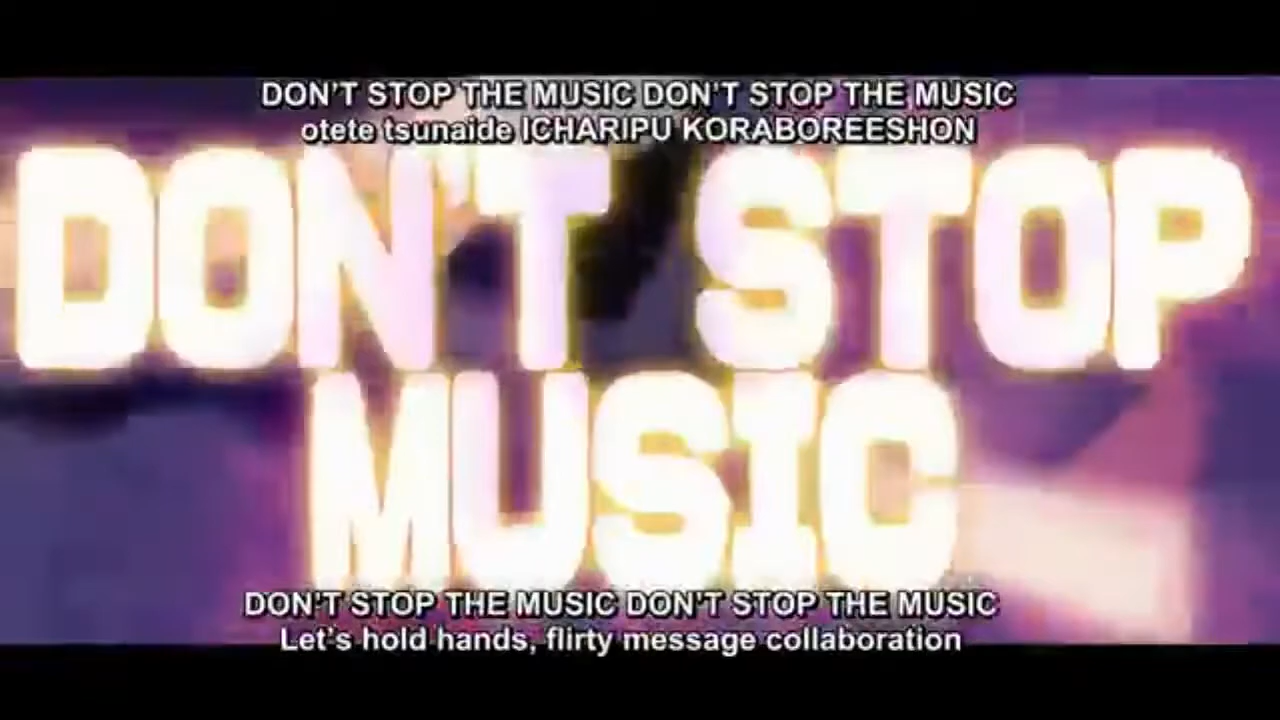 DON'T STOP THE MUSIC DON'T STOP THE MUSIC
otete tsunaide ICHARIPU KORABOREESHON
DON'T STOP
MUSIC
DON'T STOP THE MUSIC DON'T STOP THE MUSIC
Let's hold hands, flirty message collaboration